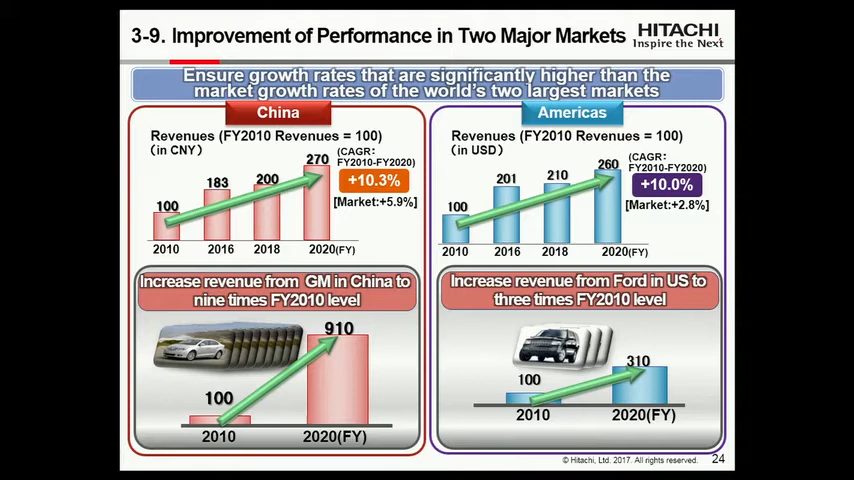 3-9. Improvement of Performance in Two Major Markets
HITACHI
Inspire the Next
Ensure growth rates that are significantly higher than the
market growth rates of the world's two largest markets
China
Revenues (FY2010 Revenues = 100)
(in CNY)
(CAGR:
FY2010-FY2020)
+10.3%
[Market:+5.9%]
100
183
200
270
2010
2016
2018
2020(FY)
Increase revenue from GM in China to
nine times FY2010 level
100
910
2010
2020(FY)
Americas
Revenues (FY2010 Revenues = 100)
(in USD)
(CAGR:
FY2010-FY2020)
+10.0%
[Market:+2.8%]
100
201
210
260
2010
2016
2018
2020(FY)
Increase revenue from Ford in US to
three times FY2010 level
100
310
2010
2020(FY)
© Hitachi, Ltd. 2017. All rights reserved.
24